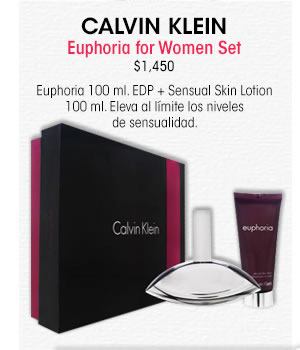 CALVIN KLEIN
Euphoria for Women Set
$1,450
Euphoria 100 ml. EDP + Sensual Skin Lotion
100 ml. Eleva al límite los niveles
de sensualidad.
Calvin Klein
euphoria